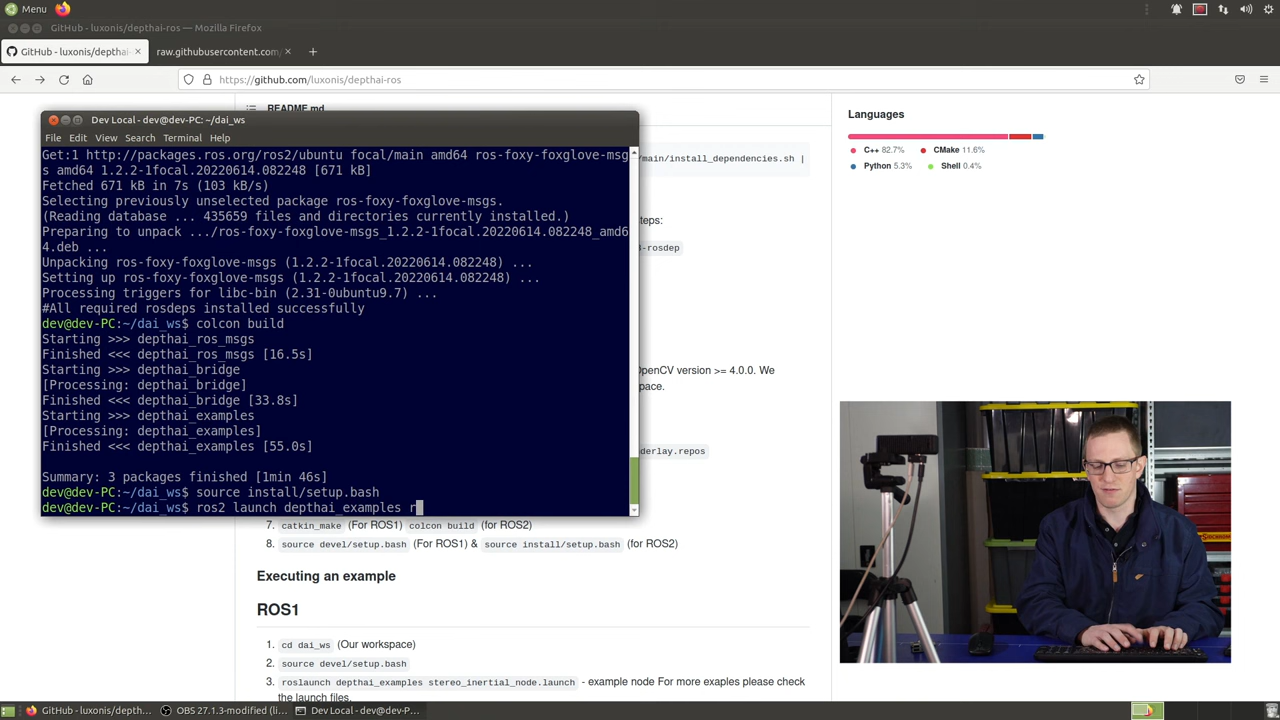 Menu
GitHub - luxonis/depthai-ros — Mozilla Firefox
GitHub - luxonis/depthai-ros
raw.githubusercontent.com/
https://github.com/luxonis/depthai-ros
README.md
Languages
C++ 82.7% CMake 11.6%
Python 5.3% Shell 0.4%
/main/install_dependencies.sh |
teps:
3-rosdep
OpenCV version >= 4.0.0. We
pace.
derlay.repos
Dev Local - dev@dev-PC: ~/dai_ws
File Edit View Search Terminal Help
Get:1 http://packages.ros.org/ros2/ubuntu focal/main amd64 ros-foxy-foxglove-msg
s amd64 1.2.2-1focal.20220614.082248 [671 kB]
Fetched 671 kB in 7s (103 kB/s)
Selecting previously unselected package ros-foxy-foxglove-msgs.
(Reading database ... 435659 files and directories currently installed.)
Preparing to unpack .../ros-foxy-foxglove-msgs_1.2.2-1focal.20220614.082248_amd6
4.deb ...
Unpacking ros-foxy-foxglove-msgs (1.2.2-1focal.20220614.082248) ...
Setting up ros-foxy-foxglove-msgs (1.2.2-1focal.20220614.082248) ...
Processing triggers for libc-bin (2.31-0ubuntu9.7) ...
#All required rosdeps installed successfully
dev@dev-PC:~/dai_ws$ colcon build
Starting >>> depthai_ros_msgs
Finished <<< depthai_ros_msgs [16.5s]
Starting >>> depthai_bridge
[Processing: depthai_bridge]
Finished <<< depthai_bridge [33.8s]
Starting >>> depthai_examples
[Processing: depthai_examples]
Finished <<< depthai_examples [55.0s]
Summary: 3 packages finished [1min 46s]
dev@dev-PC:~/dai_ws$ source install/setup.bash
dev@dev-PC:~/dai_ws$ ros2 launch depthai_examples r
7. catkin_make (For ROS1) colcon build (for ROS2)
8. source devel/setup.bash (For ROS1) & source install/setup.bash (for ROS2)
Executing an example
ROS1
1. cd dai_ws (Our workspace)
2. source devel/setup.bash
3. roslaunch depthai_examples stereo_inertial_node.launch - example node For more exaples please check
the launch files.
GitHub - luxonis/depth...
OBS 27.1.3-modified (li...
Dev Local - dev@dev-P...